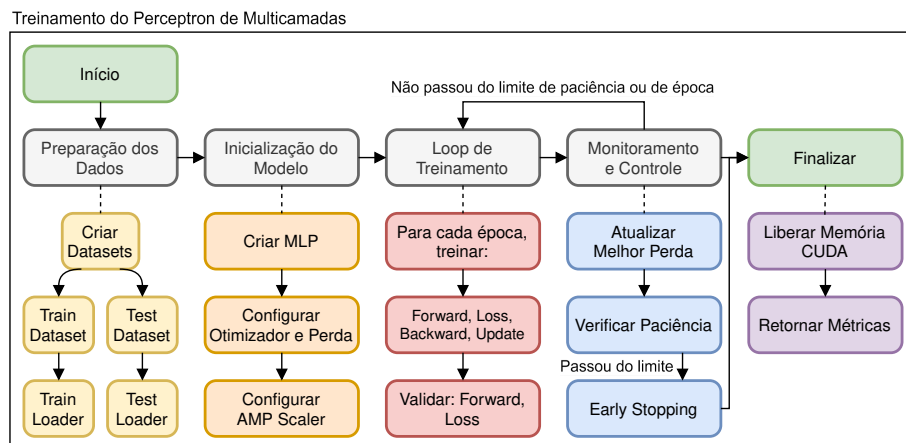 Treinamento do Perceptron de Multicamadas
Início
Não passou do limite de paciência ou de época
Preparação dos
Dados
Inicialização do
Modelo
Loop de
Treinamento
Monitoramento
e Controle
Finalizar
Criar
Datasets
Train
Dataset
Test
Dataset
Train
Loader
Test
Loader
Criar MLP
Configurar
Otimizador e Perda
Configurar
AMP Scaler
Para cada época,
treinar:
Forward, Loss,
Backward, Update
Validar: Forward,
Loss
Atualizar
Melhor Perda
Verificar Paciência
Passou do limite
Early Stopping
Liberar Memória
CUDA
Retornar Métricas